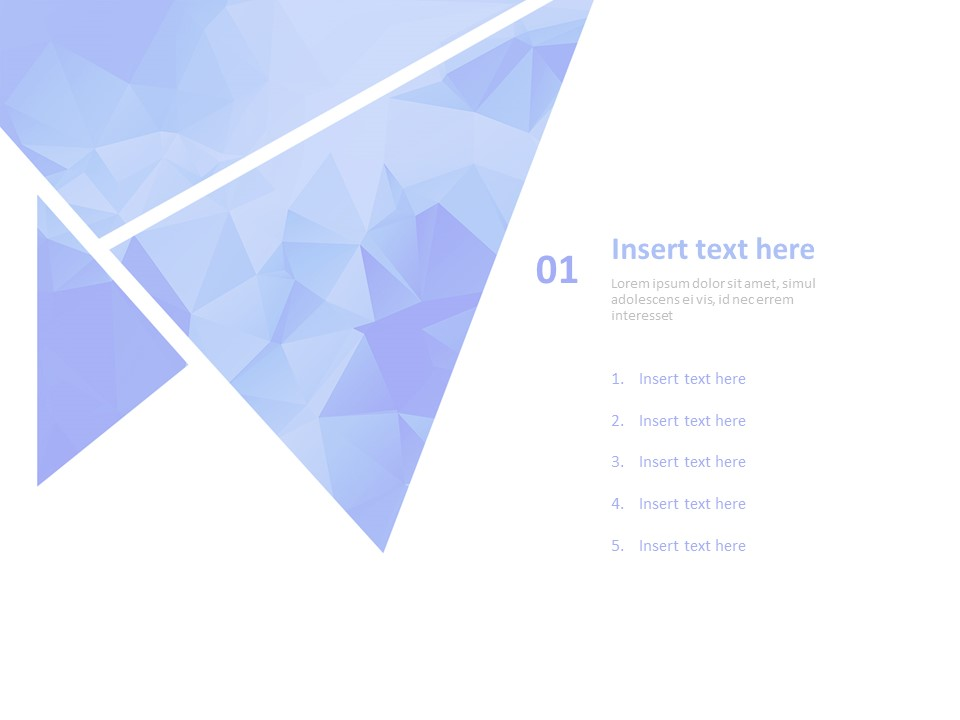 01
Insert text here
Lorem ipsum dolor sit amet, simul
adolescens ei vis, id nec errem
interesset
1. Insert text here
2. Insert text here
3. Insert text here
4. Insert text here
5. Insert text here